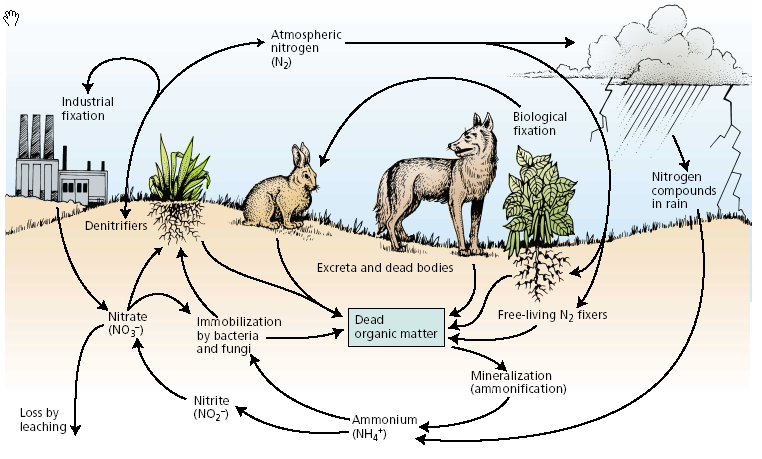 Atmospheric
nitrogen
(N₂)
Industrial
fixation
Biological
fixation
Nitrogen
compounds
in rain
Denitrifiers
Excreta and dead bodies
Nitrate
(NO₃⁻)
Immobilization
by bacteria
and fungi
Dead
organic matter
Free-living N₂ fixers
Mineralization
(ammonification)
Nitrite
(NO₂⁻)
Loss by
leaching
Ammonium
(NH₄⁺)